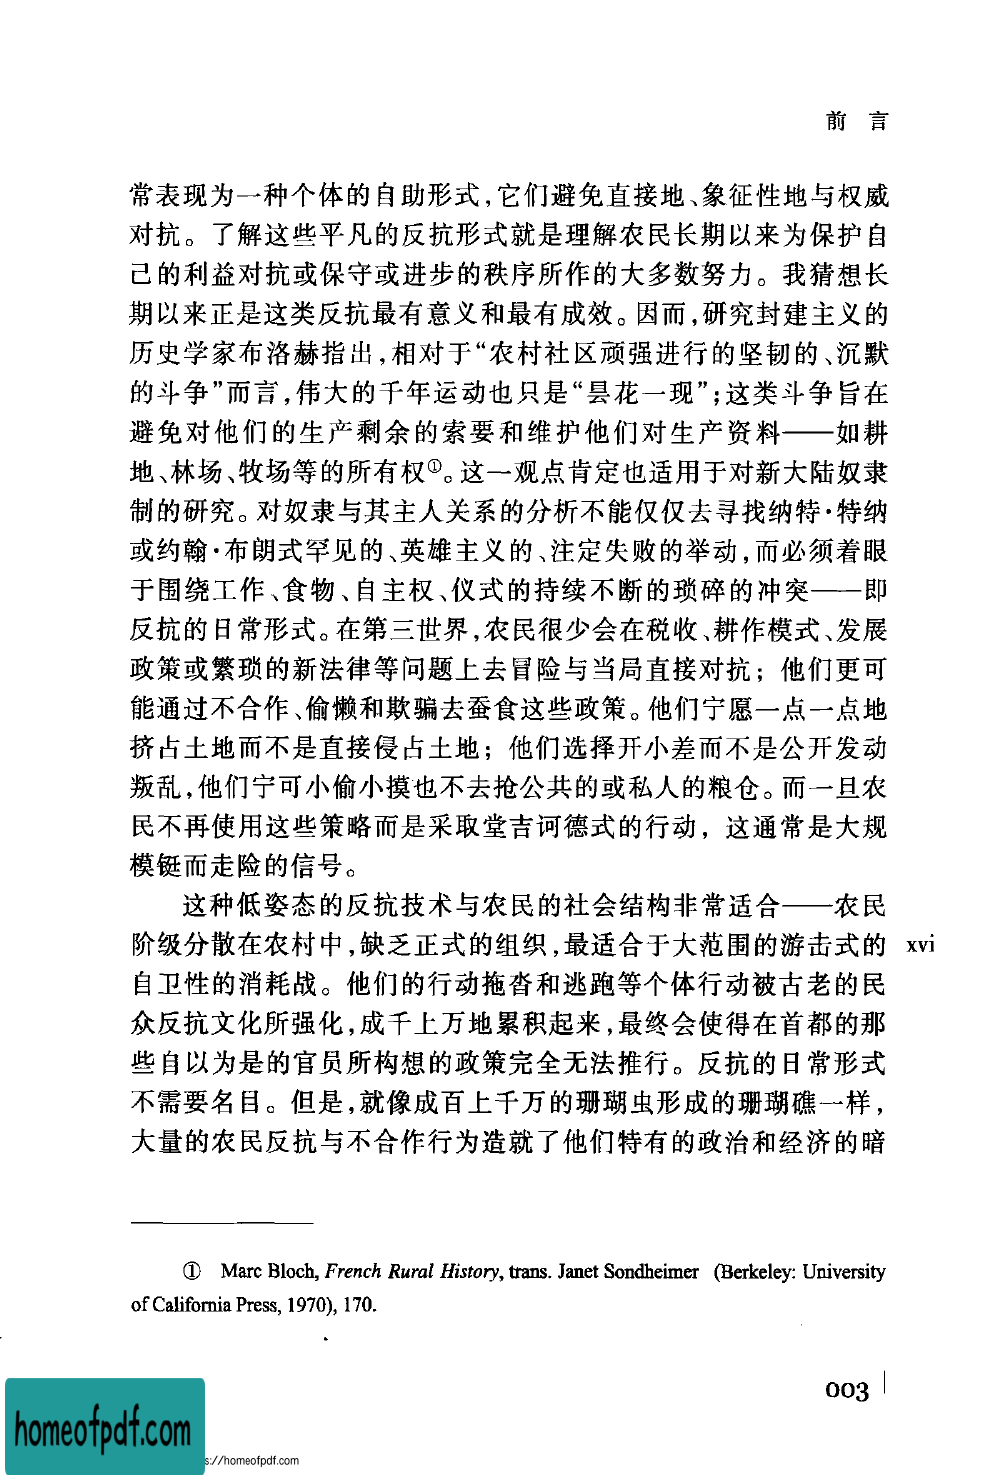 前 言
常表现为一种个体的自助形式，它们避免直接地、象征性地与权威
对抗。了解这些平凡的反抗形式就是理解农民长期以来为保护自
己的利益对抗或保守或进步的秩序所作的大多数努力。我猜想长
期以来正是这类反抗最有意义和最有成效。因而，研究封建主义的
历史学家布洛赫指出，相对于“农村社区顽强进行的坚韧的、沉默
的斗争”而言，伟大的千年运动也只是“昙花一现”；这类斗争旨在
避免对他们的生产剩余的索要和维护他们对生产资料——如耕
地、林场、牧场等的所有权①。这一观点肯定也适用于对新大陆奴隶
制的研究。对奴隶与其主人关系的分析不能仅仅去寻找纳特·特纳
或约翰·布朗式罕见的、英雄主义的、注定失败的举动，而必须着眼
于围绕工作、食物、自主权、仪式的持续不断的琐碎的冲突——即
反抗的日常形式。在第三世界，农民很少会在税收、耕作模式、发展
政策或繁琐的新法律等问题上去冒险与当局直接对抗；他们更可
能通过不合作、偷懒和欺骗去蚕食这些政策。他们宁愿一点一点地
挤占土地而不是直接侵占土地；他们选择开小差而不是公开发动
叛乱，他们宁可小偷小摸也不去抢公共的或私人的粮仓。而一旦农
民不再使用这些策略而是采取堂吉诃德式的行动，这通常是大规
模铤而走险的信号。
这种低姿态的反抗技术与农民的社会结构非常适合——农民
阶级分散在农村中，缺乏正式的组织，最适合于大范围的游击式的 xvi
自卫性的消耗战。他们的行动拖沓和逃跑等个体行动被古老的民
众反抗文化所强化，成千上万地累积起来，最终会使得在首都的那
些自以为是的官员所构想的政策完全无法推行。反抗的日常形式
不需要名目。但是，就像成百上千万的珊瑚虫形成的珊瑚礁一样，
大量的农民反抗与不合作行为造就了他们特有的政治和经济的暗
① Marc Bloch, French Rural History, trans. Janet Sondheimer (Berkeley: University
of California Press, 1970), 170.
003
homeofpdf.com
s://homeofpdf.com